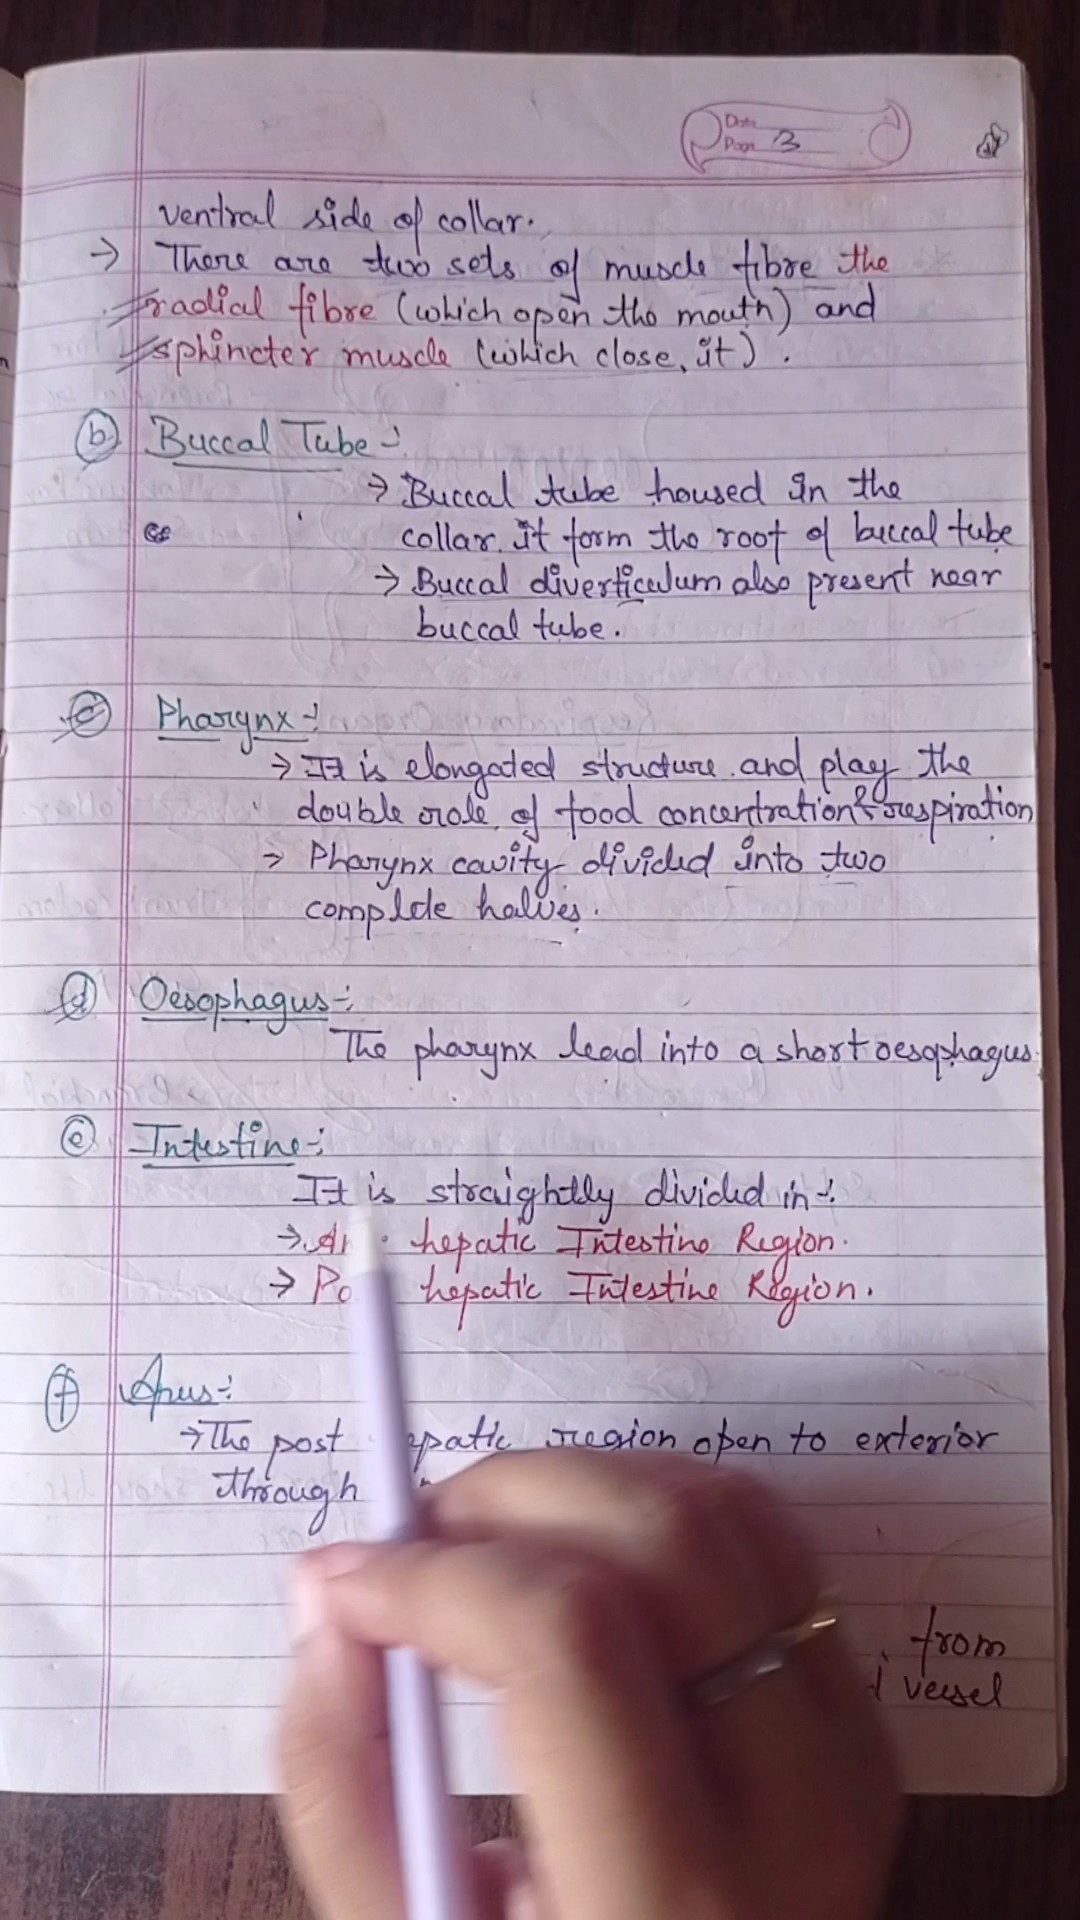 Date
Page 3
ventral side of collar.
→ There are two sets of muscle fibre the
radial fibre (which open the mouth) and
sphincter muscle (which close it).
(b) Buccal Tube :-
→ Buccal tube housed in the
collar. it form the root of buccal tube
→ Buccal diverticulum also present near
buccal tube.
(c) Pharynx :-
→ It is elongated structure and play the
double role of food concentration & respiration
→ Pharynx cavity divided into two
complete halves.
(d) Oesophagus :-
The pharynx lead into a short oesophagus.
(e) Intestine :-
It is straightly divided in :-
→ hepatic Intestine Region.
→ hepatic Intestine Region.
(f) Anus :-
→ The post region open to exterior
through
from
vessel